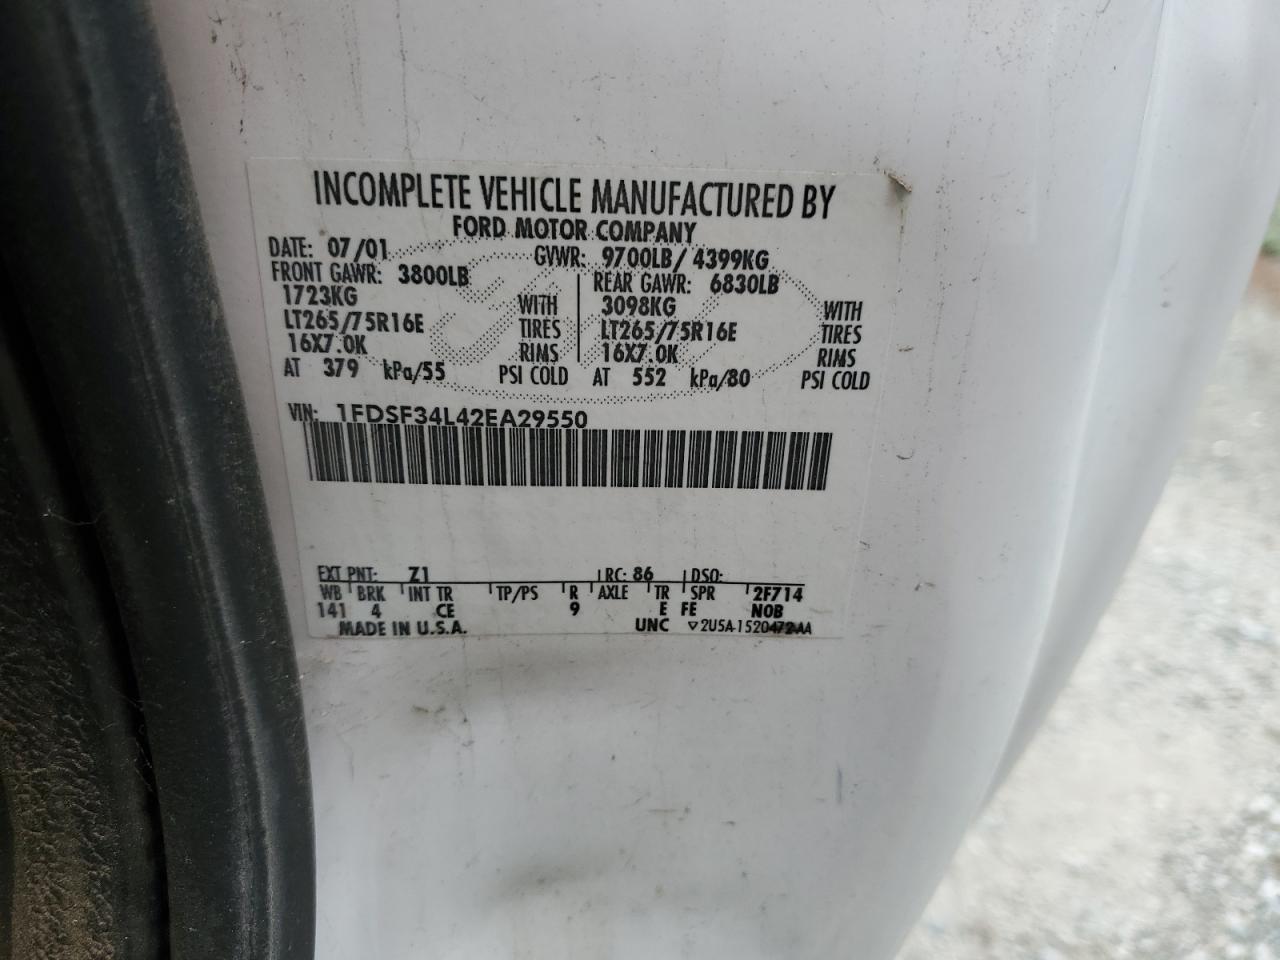 INCOMPLETE VEHICLE MANUFACTURED BY
FORD MOTOR COMPANY
DATE: 07/01 GVWR: 9700LB/ 4399KG
FRONT GAWR: 3800LB REAR GAWR: 6830LB
1723KG WITH 3098KG WITH
LT265/75R16E TIRES LT265/75R16E TIRES
16X7.0K RIMS 16X7.0K RIMS
AT 379 kPa/55 PSI COLD AT 552 kPa/80 PSI COLD
VIN: 1FDSF34L42EA29550
EXT PNT: Z1 RC: 86 DSO:
WB BRK INT TR TP/PS R AXLE TR SPR 2F714
141 4 CE 9 E FE NOB
MADE IN U.S.A. UNC ▽2U5A-1520472-AA